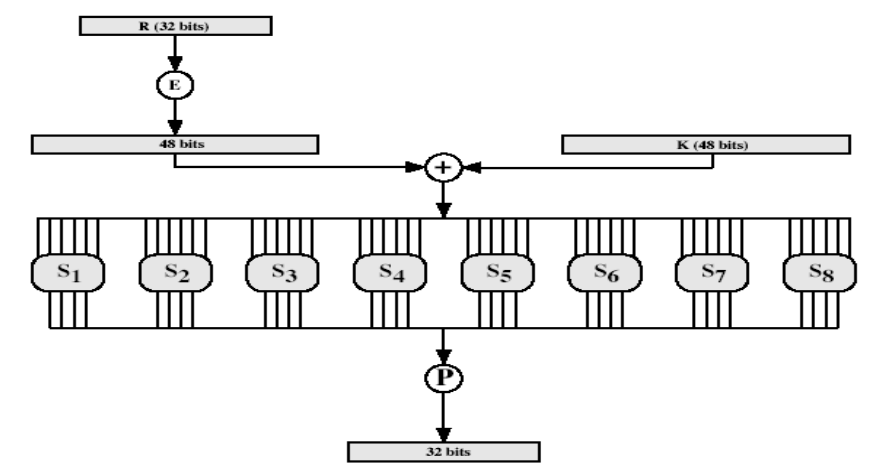 R (32 bits)
E
48 bits
K (48 bits)
+
S1 S2 S3 S4 S5 S6 S7 S8
P
32 bits